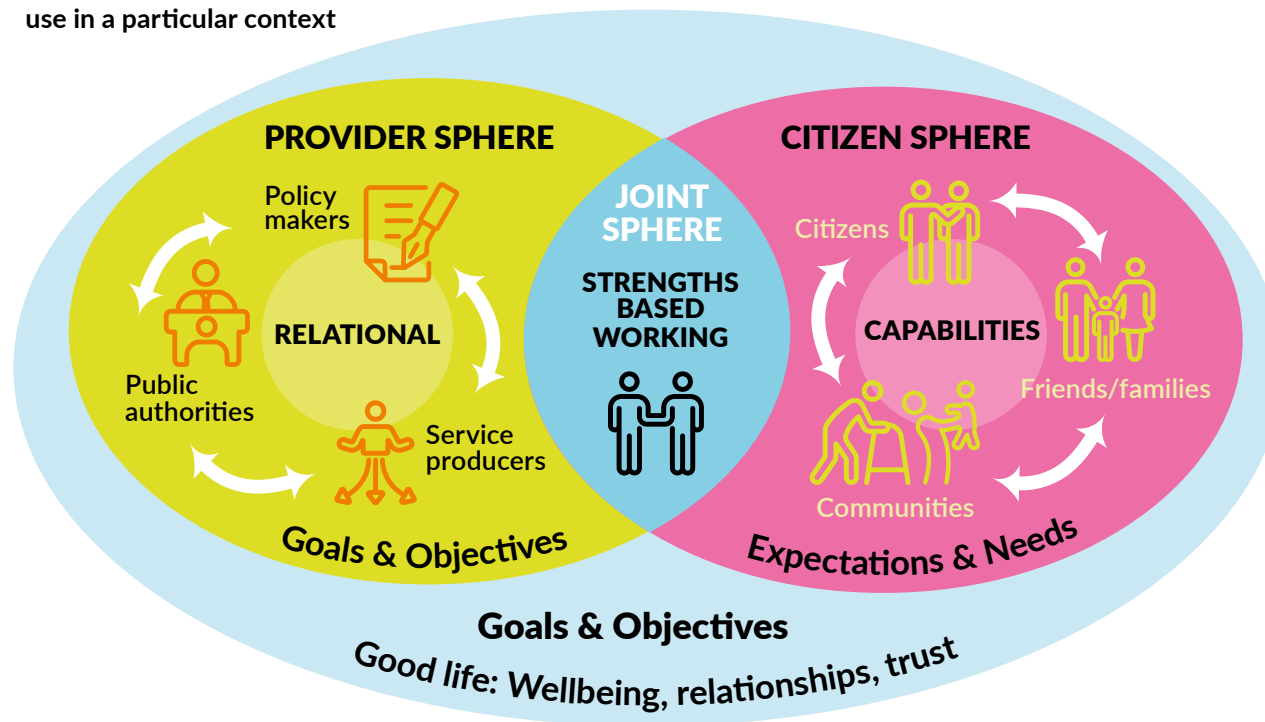 use in a particular context
PROVIDER SPHERE
Policy
makers
Public
authorities
RELATIONAL
Service
producers
Goals & Objectives
JOINT
SPHERE
STRENGTHS
BASED
WORKING
CITIZEN SPHERE
Citizens
CAPABILITIES
Friends/families
Communities
Expectations & Needs
Goals & Objectives
Good life: Wellbeing, relationships, trust